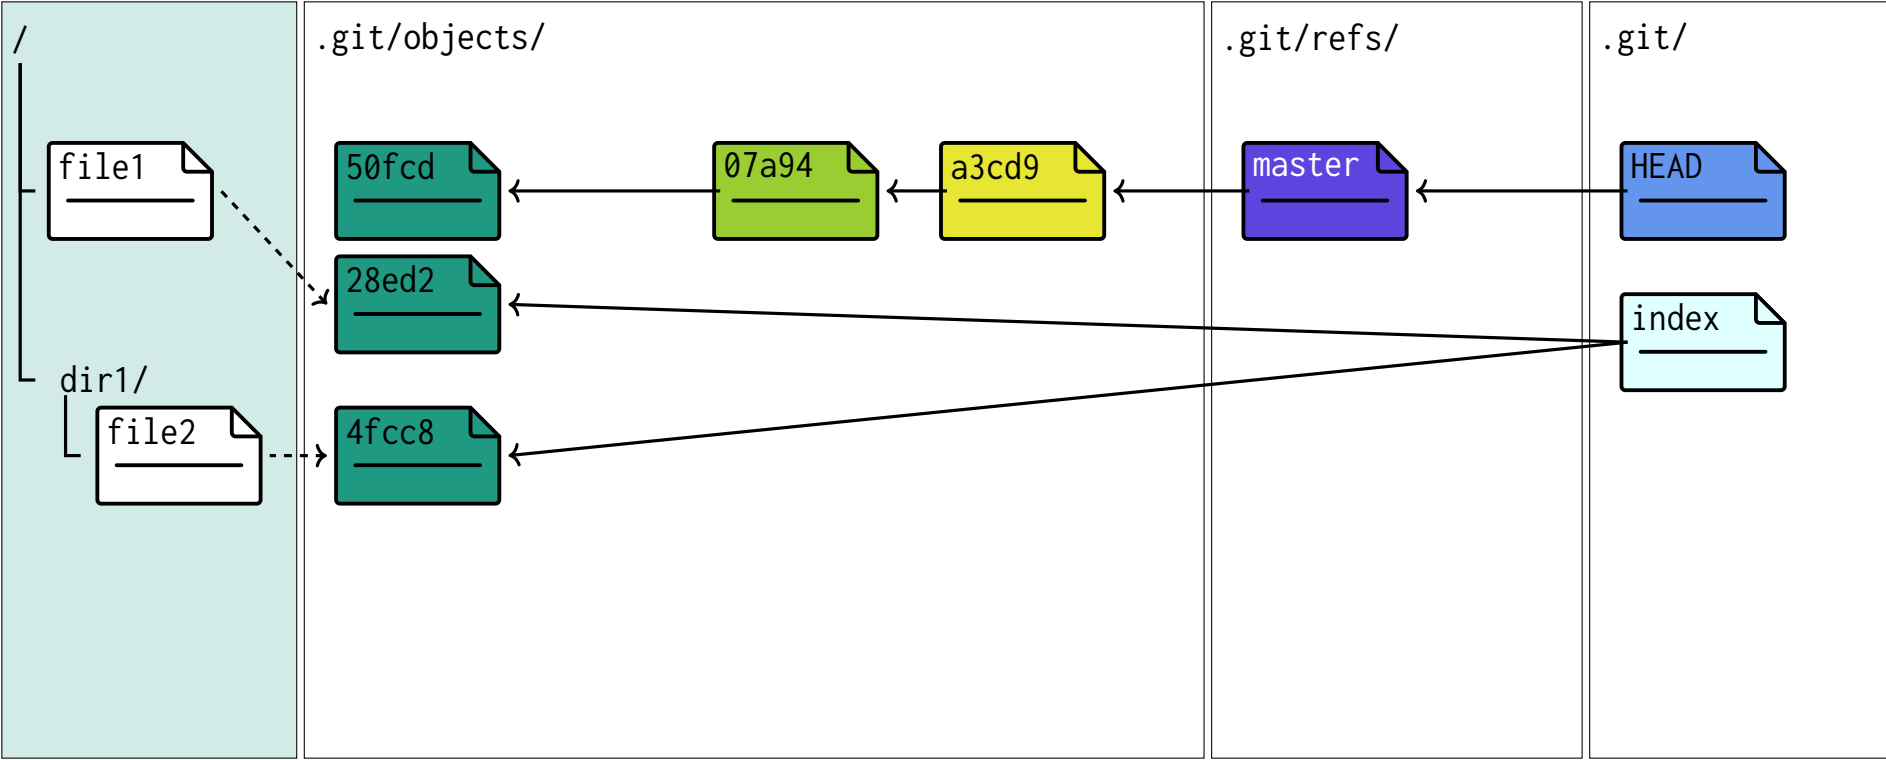 /
.git/objects/
.git/refs/
.git/
file1
50fcd
07a94
a3cd9
master
HEAD
28ed2
index
dir1/
file2
4fcc8